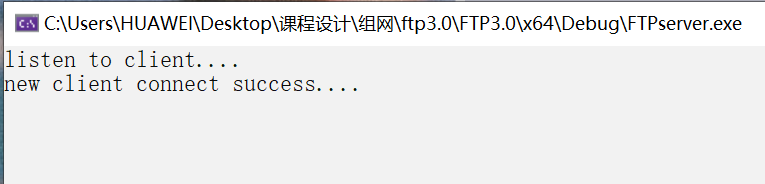 C:\Users\HUAWEI\Desktop\课程设计\组网\ftp3.0\FTP3.0\x64\Debug\FTPserver.exe
listen to client....
new client connect success....